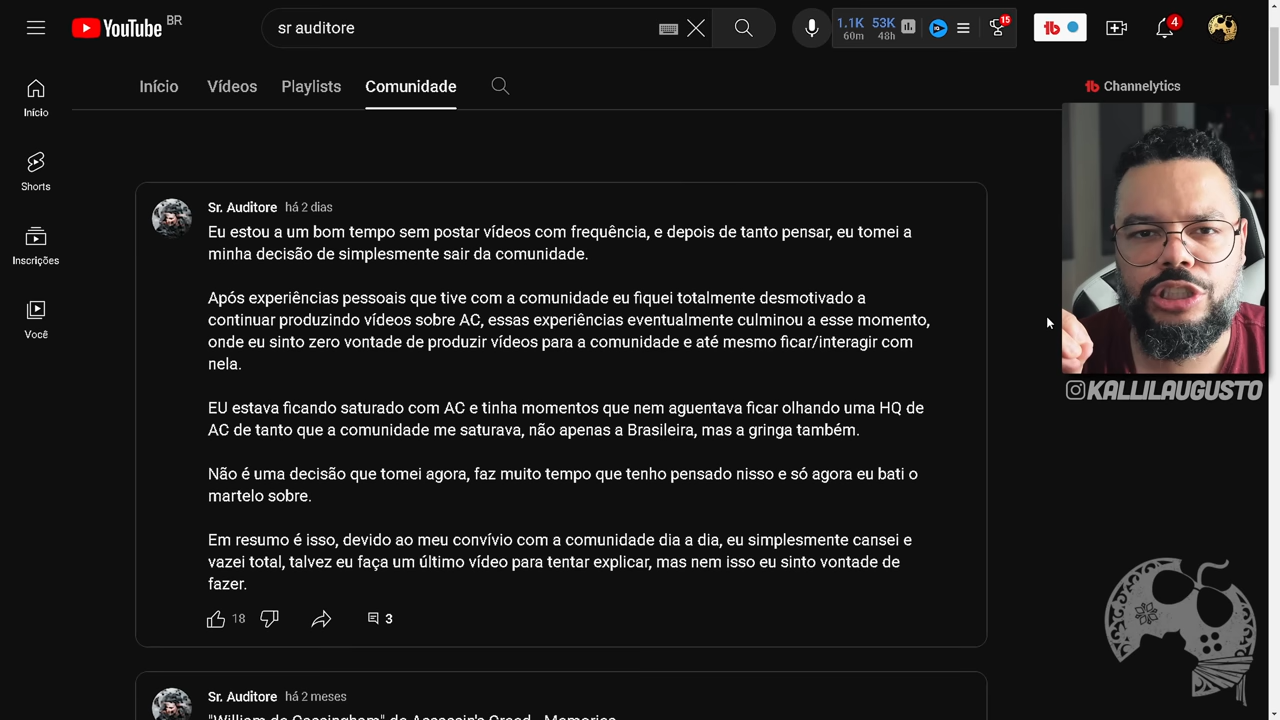 YouTube BR
sr auditore
1.1K 53K
60m 48h
15
4
Início Vídeos Playlists Comunidade
Channelytics
Início
Shorts
Inscrições
Você
Sr. Auditore há 2 dias
Eu estou a um bom tempo sem postar vídeos com frequência, e depois de tanto pensar, eu tomei a
minha decisão de simplesmente sair da comunidade.
Após experiências pessoais que tive com a comunidade eu fiquei totalmente desmotivado a
continuar produzindo vídeos sobre AC, essas experiências eventualmente culminou a esse momento,
onde eu sinto zero vontade de produzir vídeos para a comunidade e até mesmo ficar/interagir com
nela.
EU estava ficando saturado com AC e tinha momentos que nem aguentava ficar olhando uma HQ de
AC de tanto que a comunidade me saturava, não apenas a Brasileira, mas a gringa também.
Não é uma decisão que tomei agora, faz muito tempo que tenho pensado nisso e só agora eu bati o
martelo sobre.
Em resumo é isso, devido ao meu convívio com a comunidade dia a dia, eu simplesmente cansei e
vazei total, talvez eu faça um último vídeo para tentar explicar, mas nem isso eu sinto vontade de
fazer.
18 3
KALLILAUGUSTO
Sr. Auditore há 2 meses